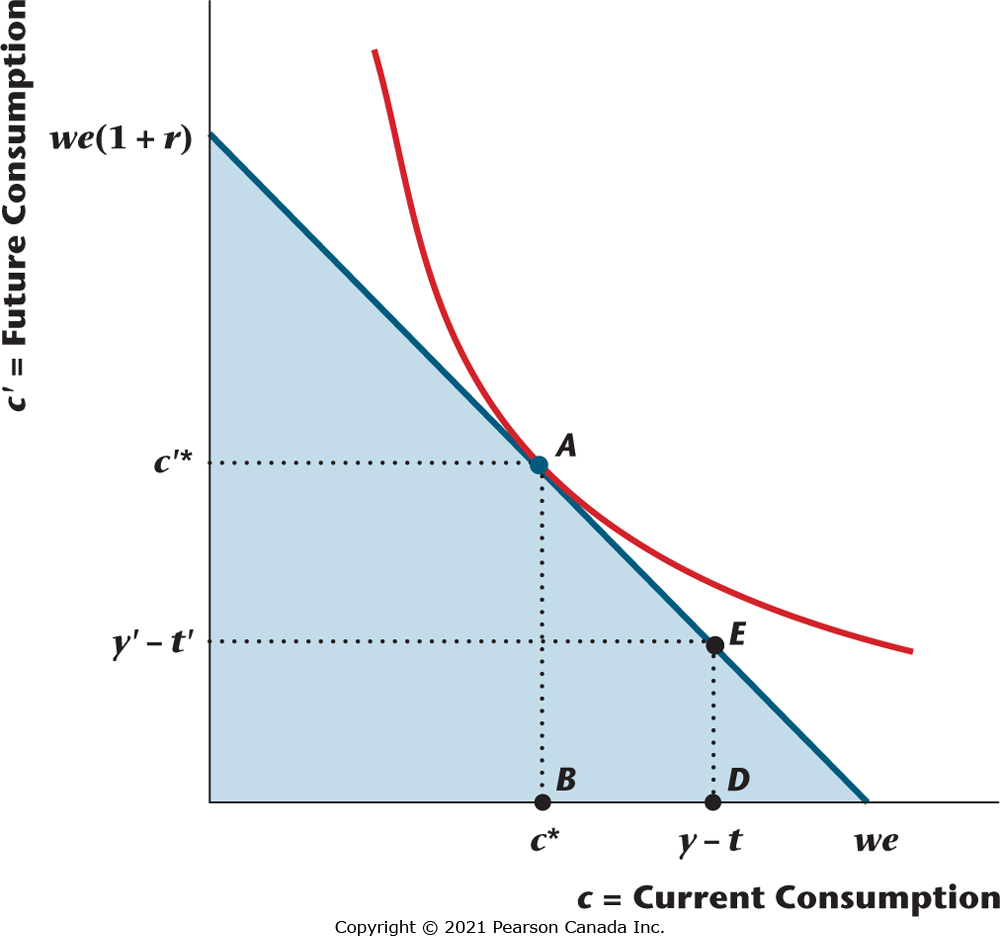 c′ = Future Consumption
we(1 + r)
A
c′*
E
y′ – t′
B
D
c*
y – t
we
c = Current Consumption
Copyright © 2021 Pearson Canada Inc.